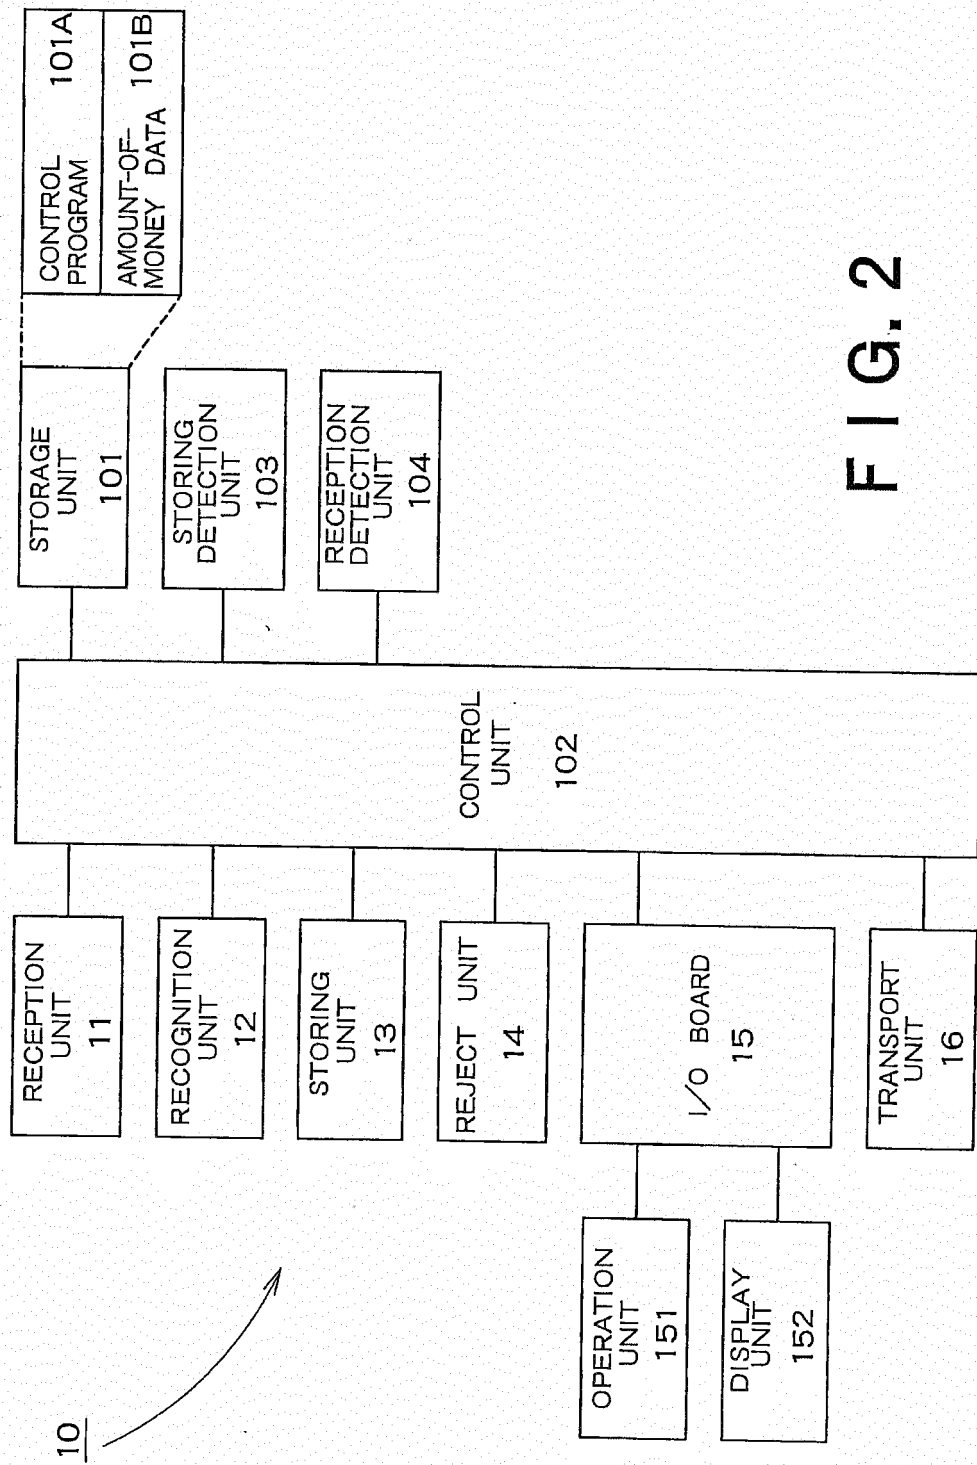 10
RECEPTION
UNIT
11
RECOGNITION
UNIT
12
STORING
UNIT
13
REJECT UNIT
14
I/O BOARD
15
TRANSPORT
UNIT
16
OPERATION
UNIT
151
DISPLAY
UNIT
152
CONTROL
UNIT
102
STORAGE
UNIT
101
STORING
DETECTION
UNIT
103
RECEPTION
DETECTION
UNIT
104
CONTROL
PROGRAM 101A
AMOUNT-OF-
MONEY DATA 101B
FIG. 2